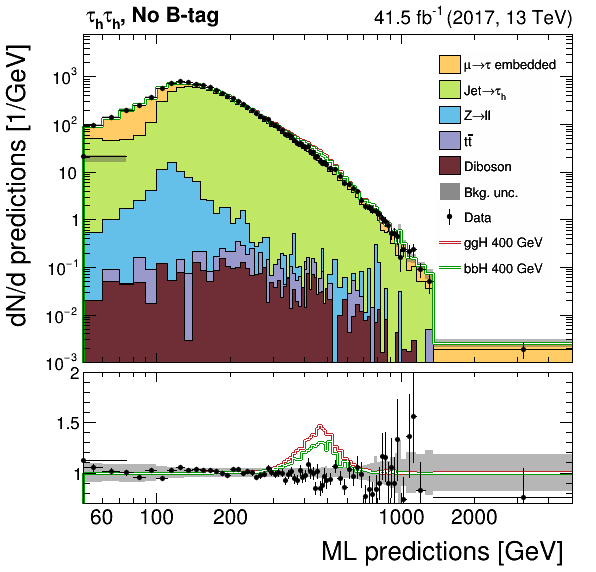 τhτh, No B-tag
41.5 fb⁻¹ (2017, 13 TeV)
dN/d predictions [1/GeV]
10³
10²
10
1
10⁻¹
10⁻²
10⁻³
μ→τ embedded
Jet→τh
Z→ll
tt̄
Diboson
Bkg. unc.
Data
ggH 400 GeV
bbH 400 GeV
2
1.5
1
60 100 200 1000 2000
ML predictions [GeV]